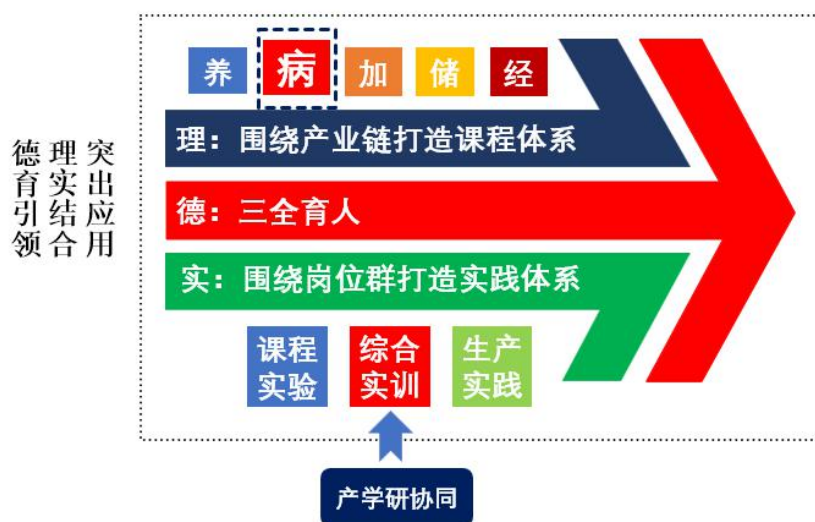 德育引领
理实结合
突出应用
养 病 加 储 经
理：围绕产业链打造课程体系
德：三全育人
实：围绕岗位群打造实践体系
课程
实验
综合
实训
生产
实践
产学研协同